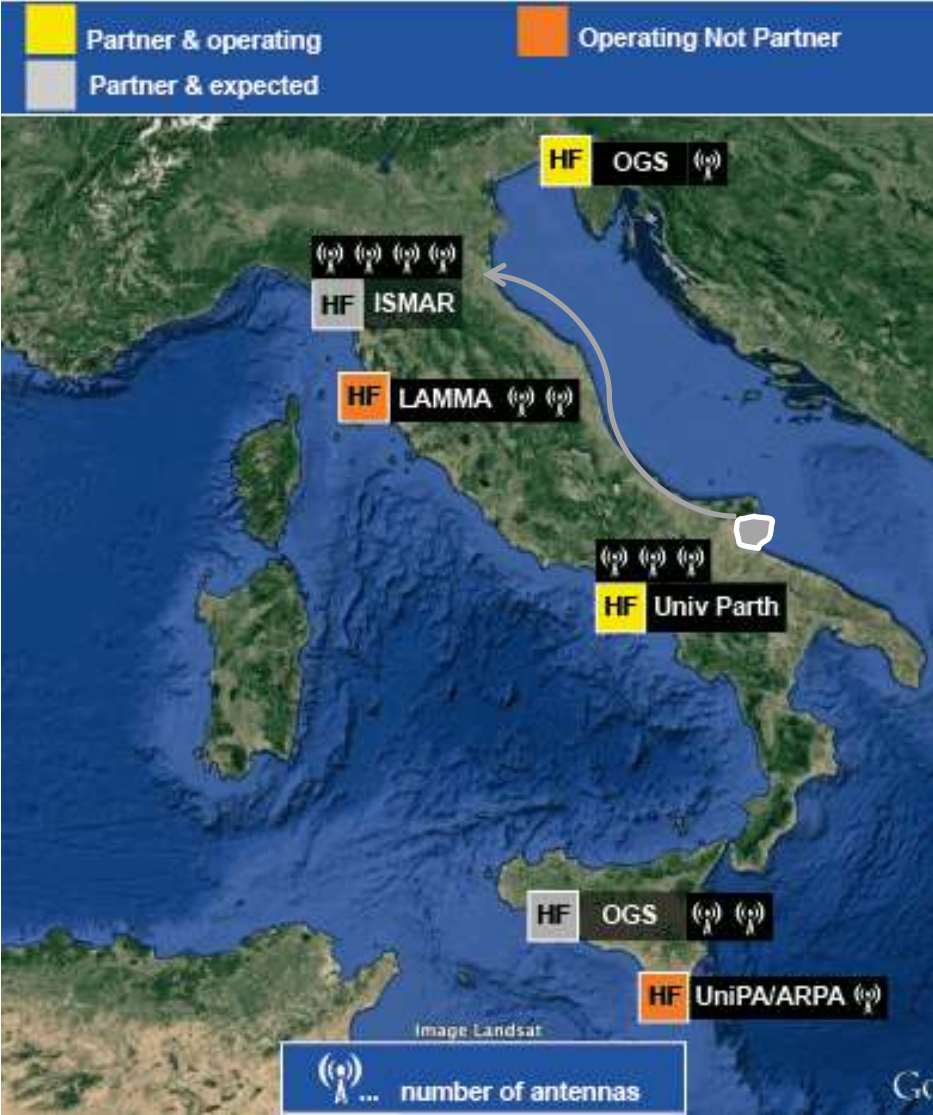 Partner & operating
Operating Not Partner
Partner & expected
HF OGS
HF ISMAR
HF LAMMA
HF Univ Parth
HF OGS
HF UniPA/ARPA
Image Landsat
... number of antennas
Go